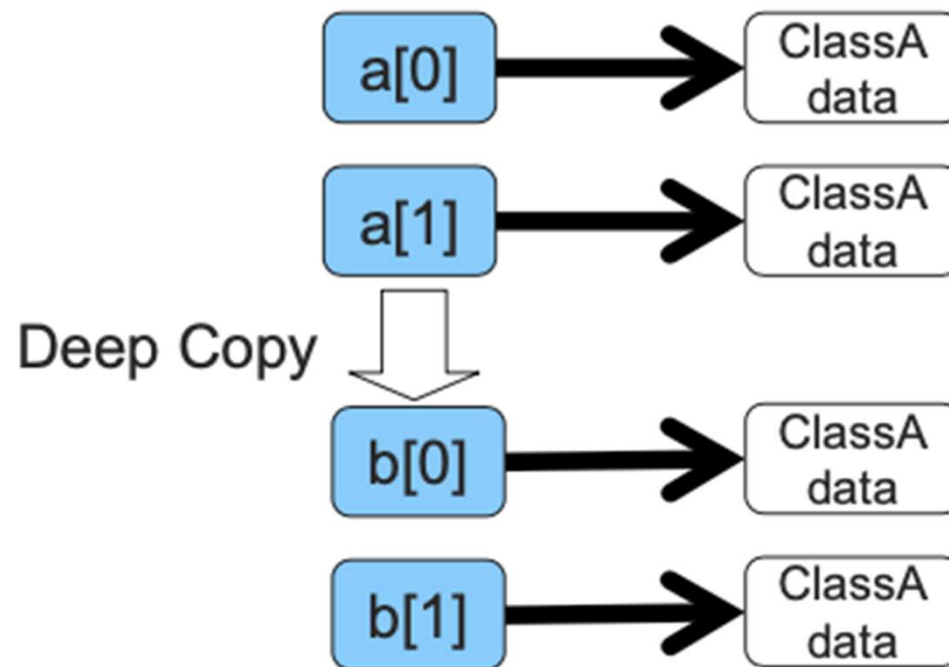 a[0]
ClassA
data
a[1]
ClassA
data
Deep Copy
b[0]
ClassA
data
b[1]
ClassA
data